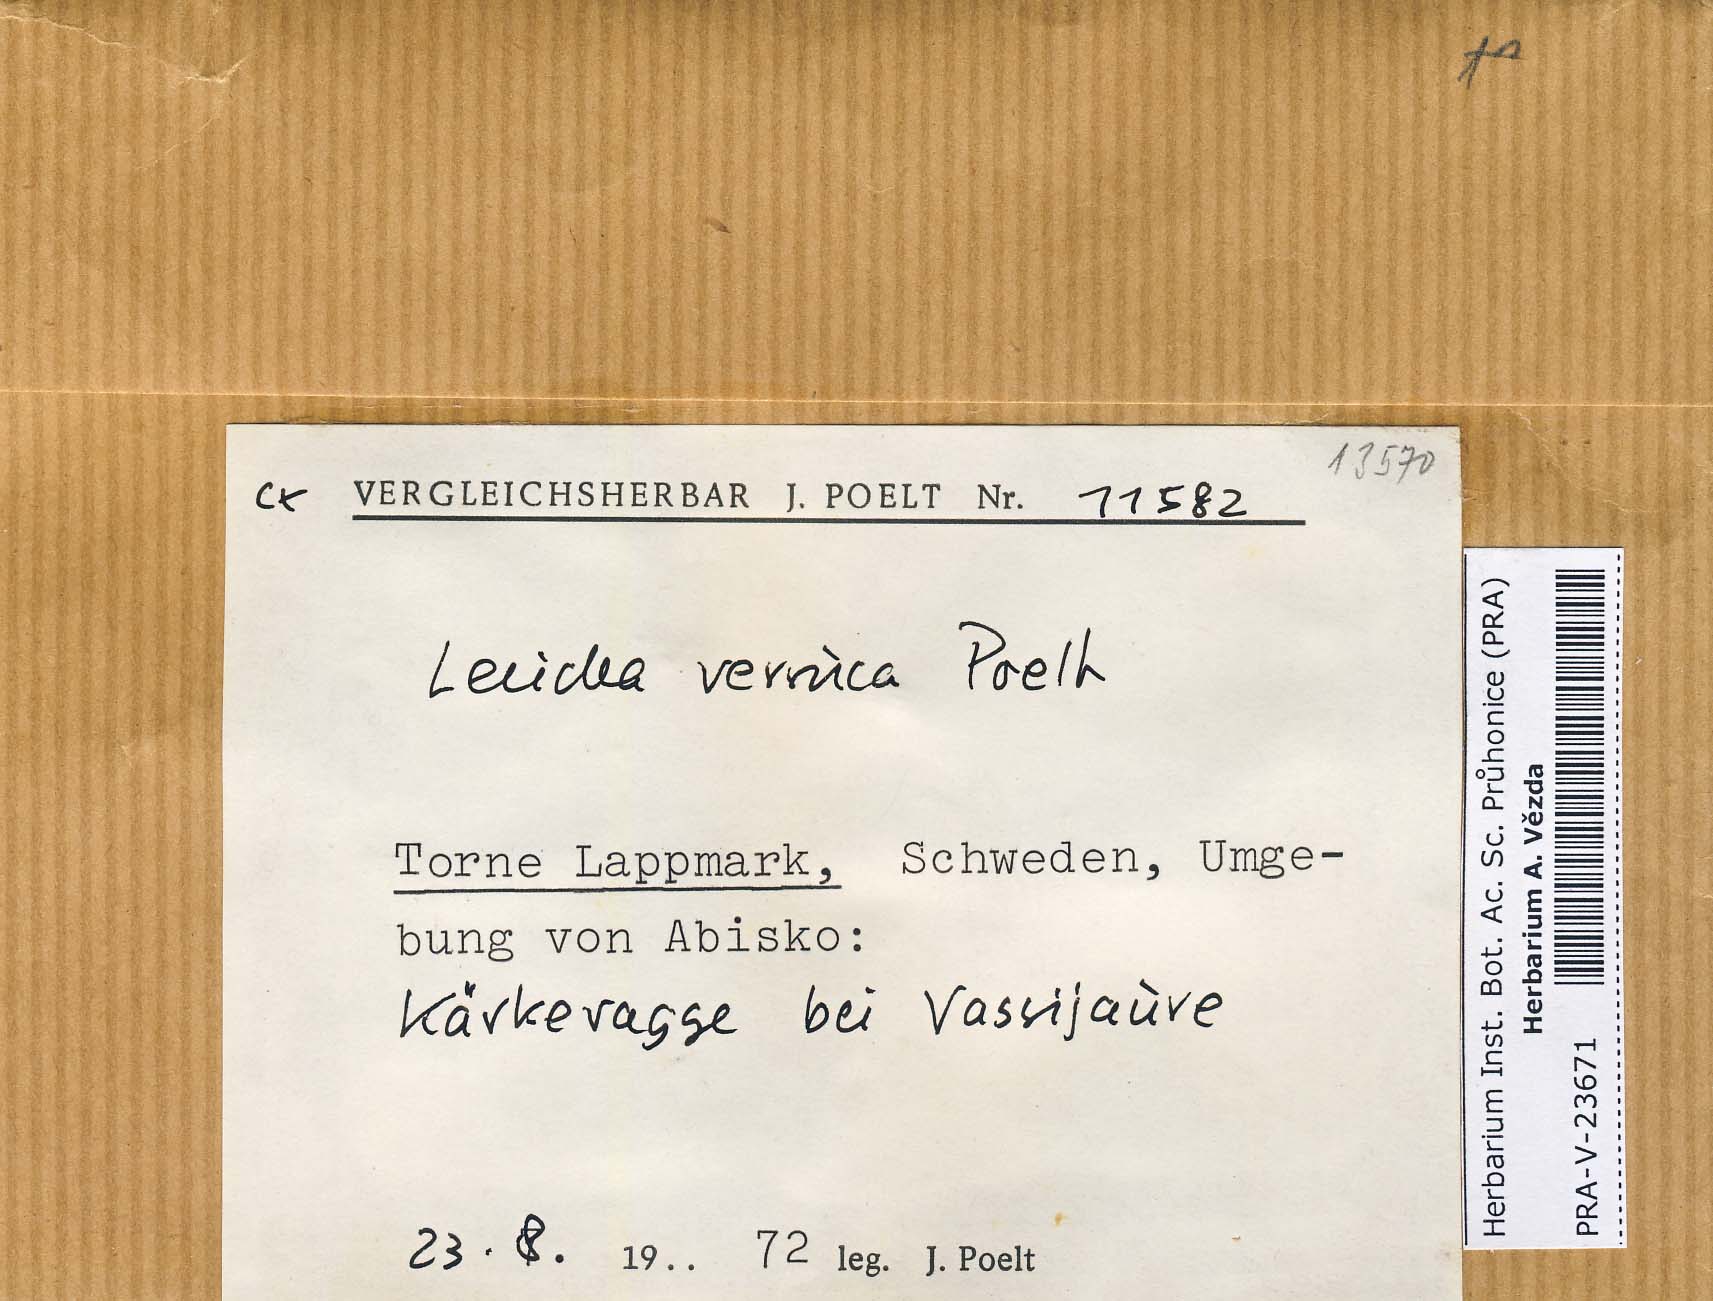 13570
VERGLEICHSHERBAR J. POELT Nr. 11582
Lecidea verruca Poelt
Torne Lappmark, Schweden, Umge-
bung von Abisko:
Kärkevagge bei Vassijaure
23. 8. 19.. 72 leg. J. Poelt
Herbarium Inst. Bot. Ac. Sc. Průhonice (PRA)
Herbarium A. Vězda
PRA-V-23671